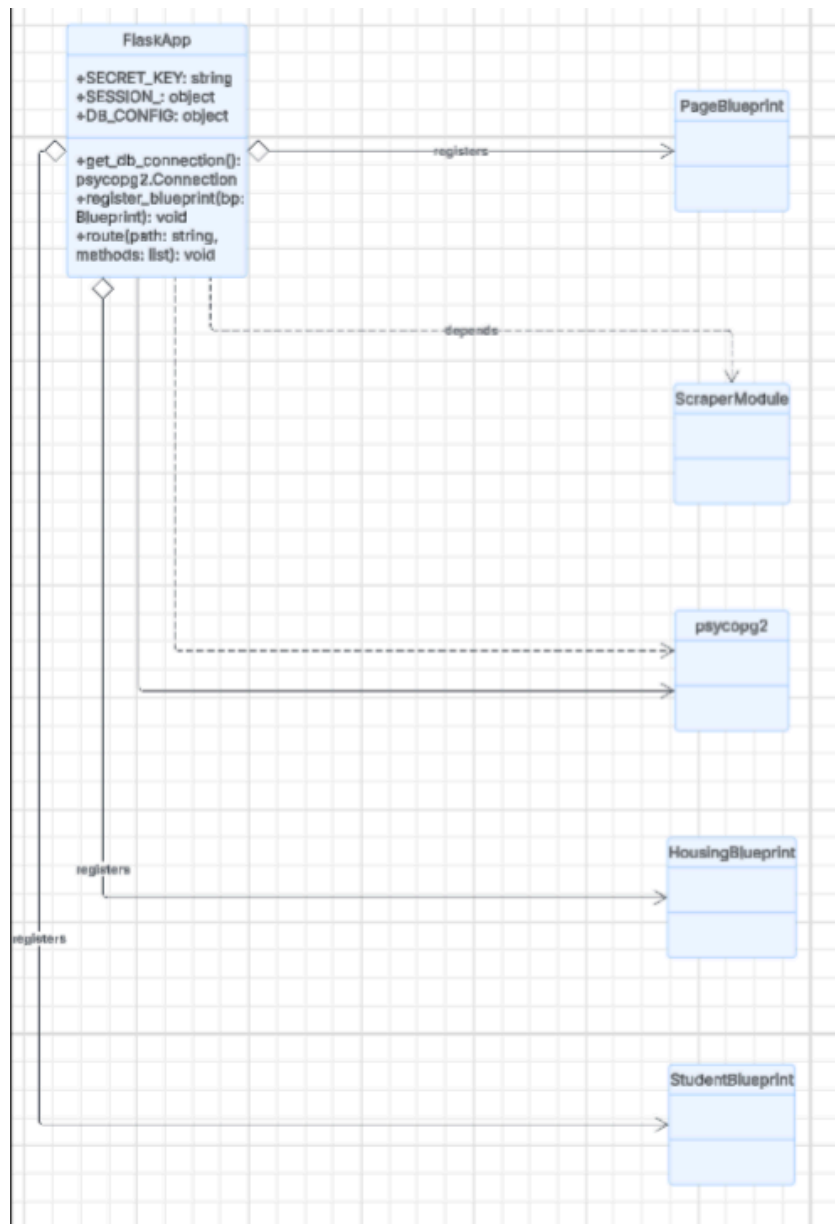 FlaskApp
+SECRET_KEY: string
+SESSION_: object
+DB_CONFIG: object
+get_db_connection():
psycopg2.Connection
+register_blueprint(bp:
Blueprint): void
+route(path: string,
methods: list): void
PageBlueprint
registers
depends
ScraperModule
psycopg2
HousingBlueprint
registers
registers
StudentBlueprint